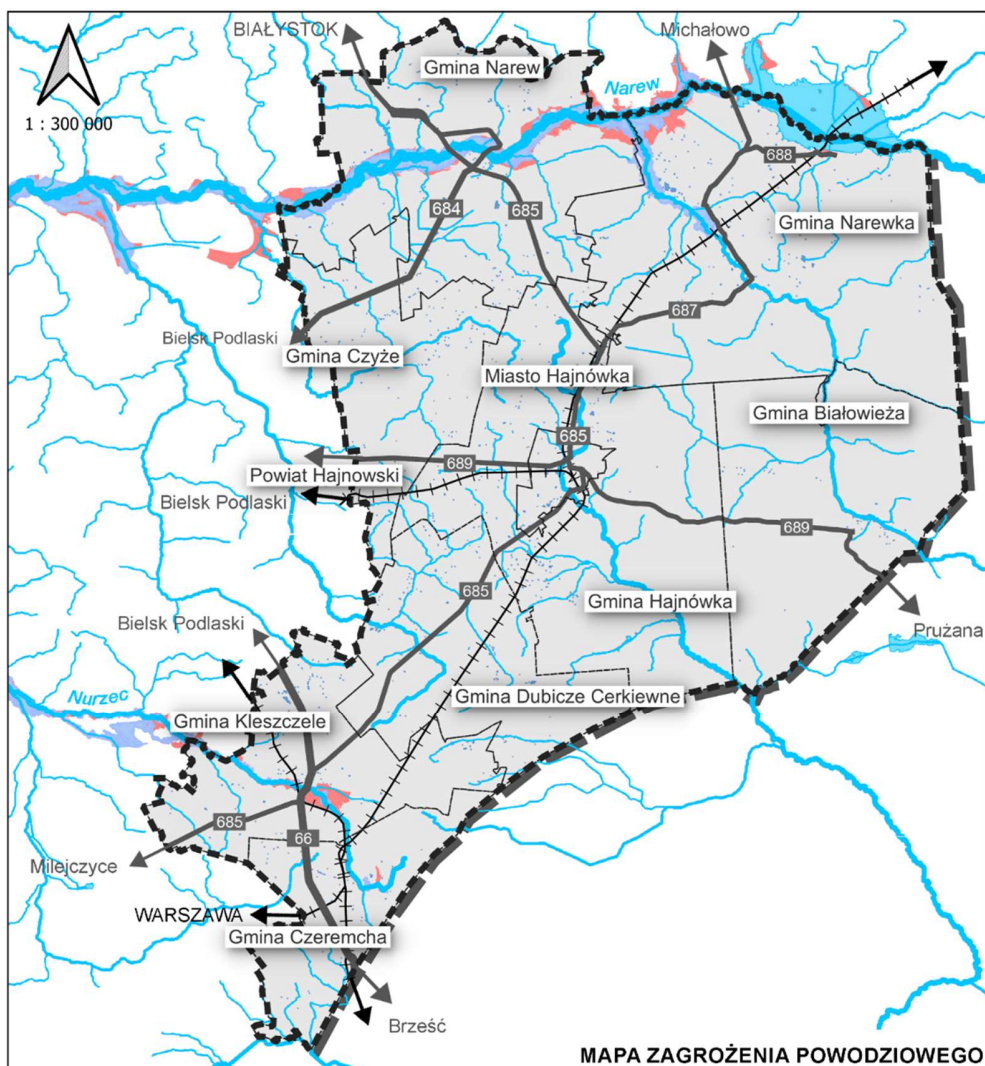 BIAŁYSTOK
Michałowo
Gmina Narew
Narew
1 : 300 000
688
684
685
Gmina Narewka
687
Bielsk Podlaski
Gmina Czyże
Miasto Hajnówka
Gmina Białowieża
685
689
Powiat Hajnowski
Bielsk Podlaski
689
685
Gmina Hajnówka
Bielsk Podlaski
Prużana
Nurzec
Gmina Dubicze Cerkiewne
Gmina Kleszczele
685
66
Milejczyce
WARSZAWA
Gmina Czeremcha
Brześć
MAPA ZAGROŻENIA POWODZIOWEGO